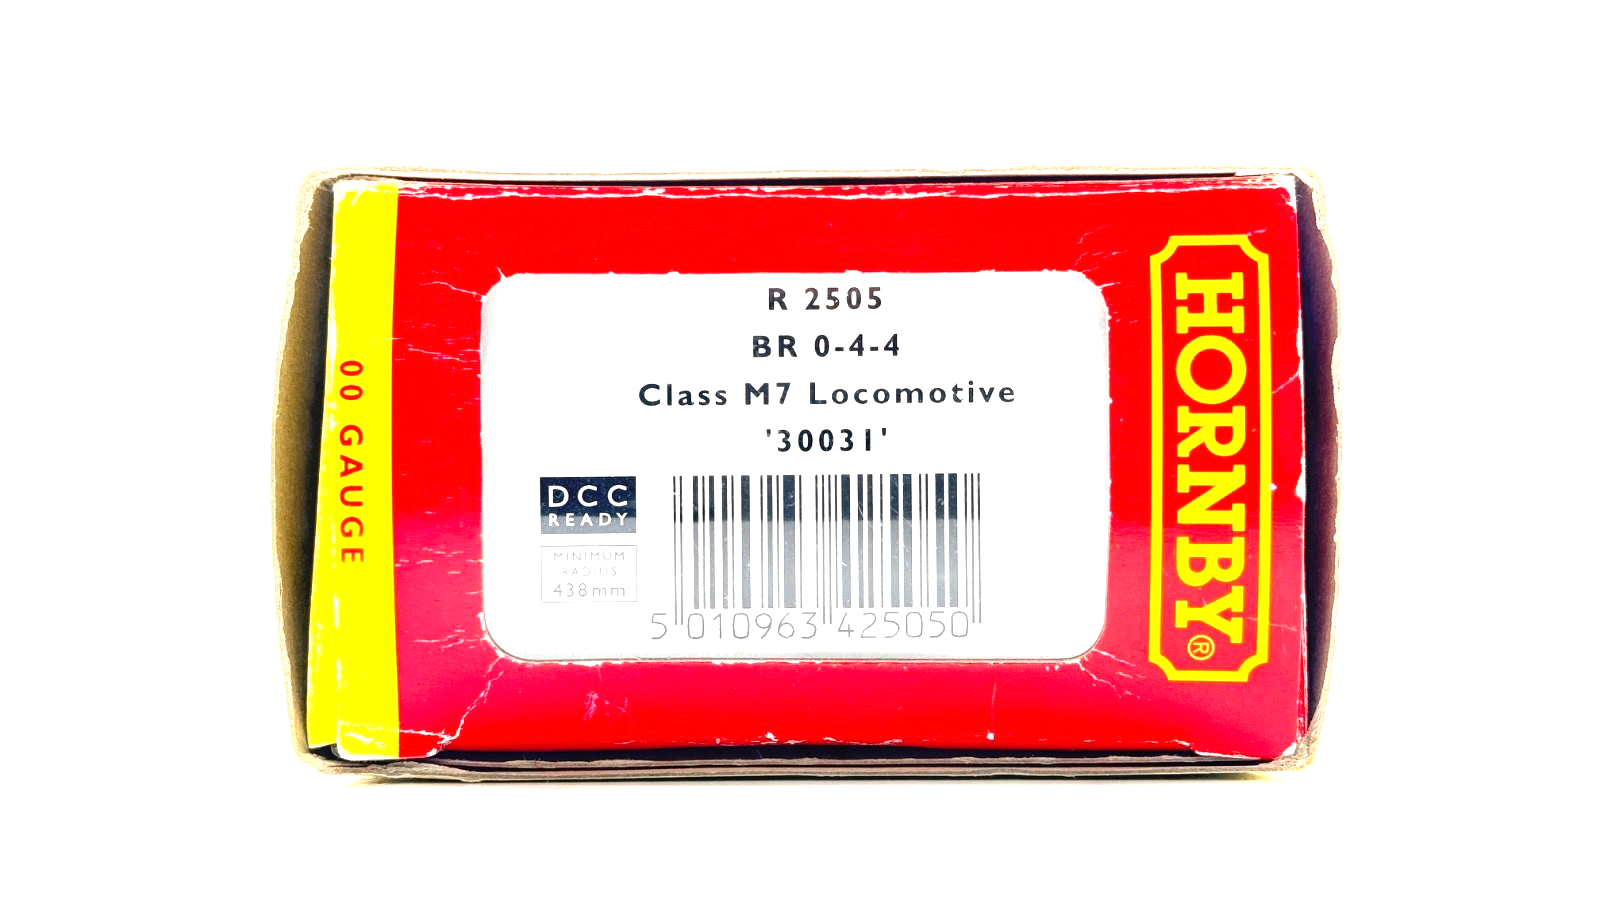 00 GAUGE
R 2505
BR 0-4-4
Class M7 Locomotive
'30031'
DCC
READY
MINIMUM
RADIUS
438mm
5 010963 425050
HORNBY®